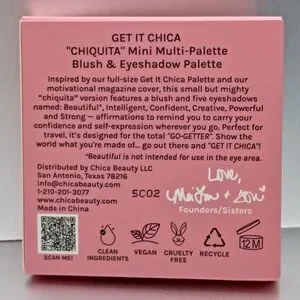 GET IT CHICA
"CHIQUITA" Mini Multi-Palette
Blush & Eyeshadow Palette
Inspired by our full-size Get It Chica Palette and our
motivational magazine cover, this small but mighty
"chiquita" version features a blush and five eyeshadows
named: Beautiful*, Intelligent, Confident, Creative, Powerful
and Strong – affirmations to remind you to carry your
confidence and self-expression wherever you go. Perfect for
travel, it's designed for the total "GO-GETTER". Show the
world what you're made of... go out there and "GET IT CHICA"!
*Beautiful is not intended for use in the eye area.
Distributed by Chica Beauty LLC
San Antonio, Texas 78216
info@chicabeauty.com
1-210-201-3077
Made in China
5C02
Love,
+
Founders/Sisters
SCAN ME!
CLEAN
INGREDIENTS
VEGAN
CRUELTY
FREE
RECYCLE
12 M